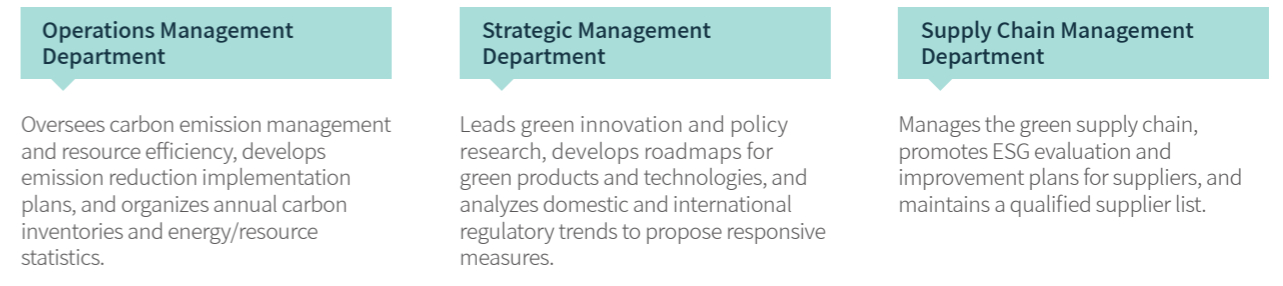 Operations Management
Department
Oversees carbon emission management
and resource efficiency, develops
emission reduction implementation
plans, and organizes annual carbon
inventories and energy/resource
statistics.
Strategic Management
Department
Leads green innovation and policy
research, develops roadmaps for
green products and technologies, and
analyzes domestic and international
regulatory trends to propose responsive
measures.
Supply Chain Management
Department
Manages the green supply chain,
promotes ESG evaluation and
improvement plans for suppliers, and
maintains a qualified supplier list.